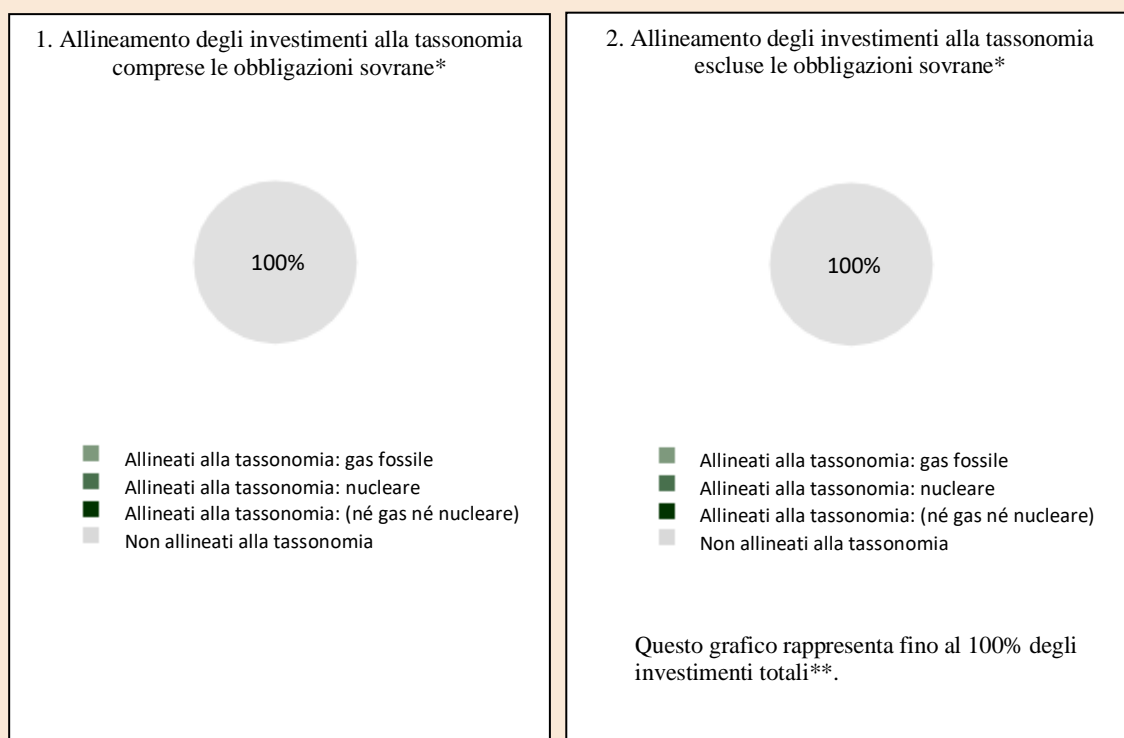 1. Allineamento degli investimenti alla tassonomia
comprese le obbligazioni sovrane*
100%
Allineati alla tassonomia: gas fossile
Allineati alla tassonomia: nucleare
Allineati alla tassonomia: (né gas né nucleare)
Non allineati alla tassonomia
2. Allineamento degli investimenti alla tassonomia
escluse le obbligazioni sovrane*
100%
Allineati alla tassonomia: gas fossile
Allineati alla tassonomia: nucleare
Allineati alla tassonomia: (né gas né nucleare)
Non allineati alla tassonomia
Questo grafico rappresenta fino al 100% degli
investimenti totali**.